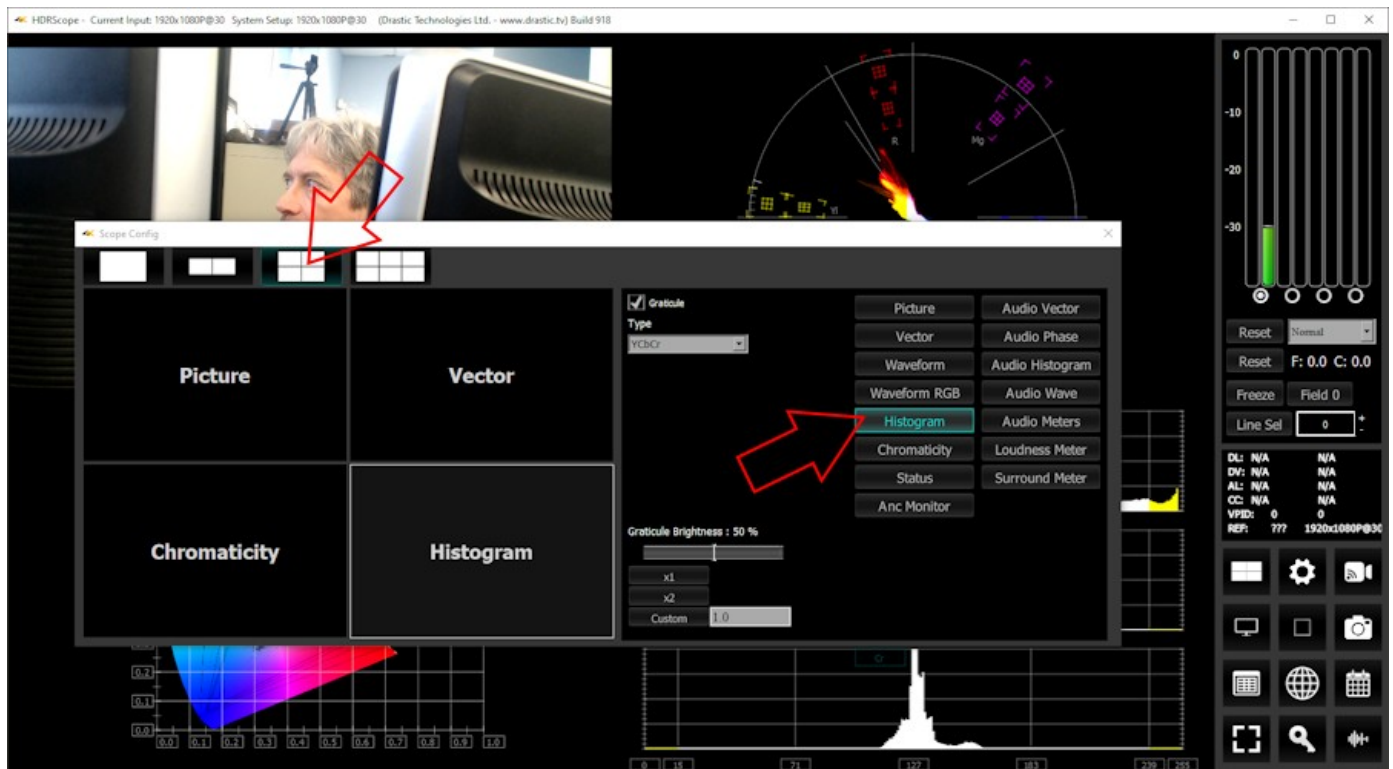 HDRScope - Current Input: 1920x1080P@30 System Setup: 1920x1080P@30 (Drastic Technologies Ltd. - www.drastic.tv) Build 918
R
Mg
Yl
0
-10
-20
-30
Scope Config
Picture
Vector
Chromaticity
Histogram
Graticule
Type
YCbCr
Graticule Brightness : 50 %
x1
x2
Custom 1.0
Picture Audio Vector
Vector Audio Phase
Waveform Audio Histogram
Waveform RGB Audio Wave
Histogram Audio Meters
Chromaticity Loudness Meter
Status Surround Meter
Anc Monitor
Reset Normal
Reset F: 0.0 C: 0.0
Freeze Field 0
Line Sel 0 + -
DL: N/A N/A
DV: N/A N/A
AL: N/A N/A
CC: N/A N/A
VPID: 0 0
REF: ??? 1920x1080P@30
0.2
0.1
0.0
0.0 0.1 0.2 0.3 0.4 0.5 0.6 0.7 0.8 0.9 1.0
Cr
0 15 71 127 183 239 255